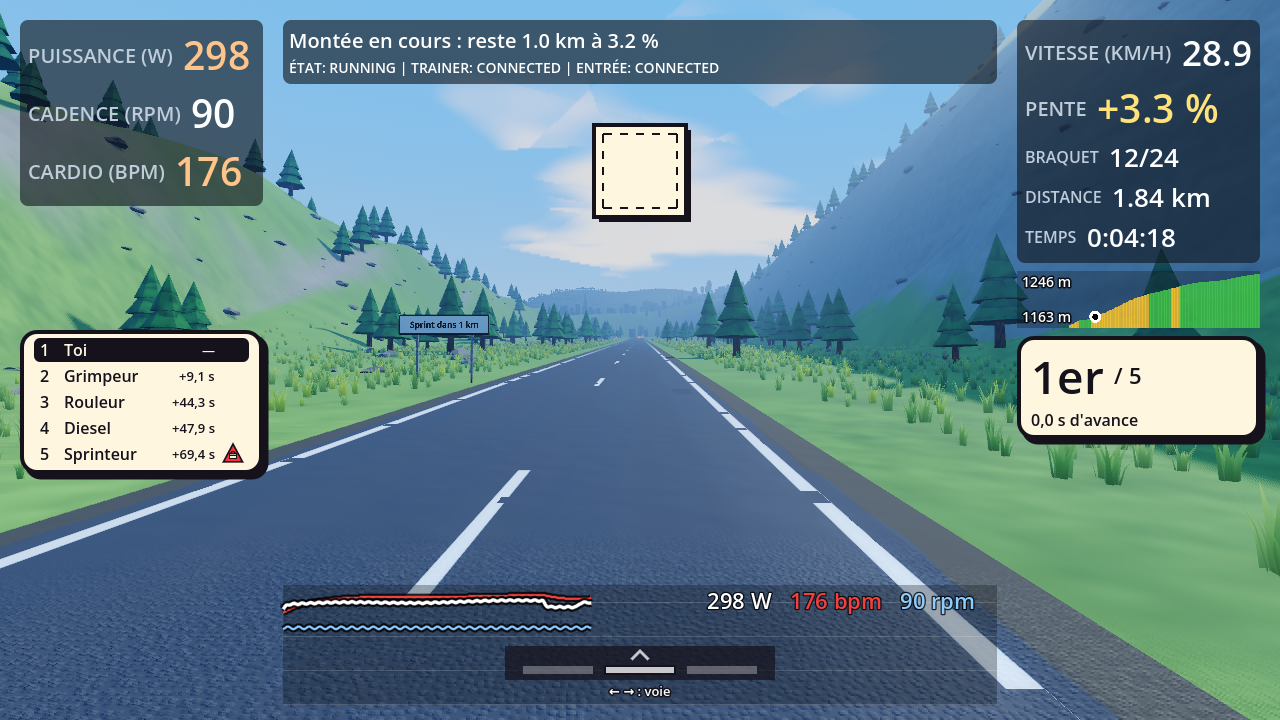 PUISSANCE (W) 298
CADENCE (RPM) 90
CARDIO (BPM) 176
Montée en cours : reste 1.0 km à 3.2 %
ÉTAT: RUNNING | TRAINER: CONNECTED | ENTRÉE: CONNECTED
VITESSE (KM/H) 28.9
PENTE +3.3 %
BRAQUET 12/24
DISTANCE 1.84 km
TEMPS 0:04:18
1246 m
1163 m
Sprint dans 1 km
1 Toi —
2 Grimpeur +9,1 s
3 Rouleur +44,3 s
4 Diesel +47,9 s
5 Sprinteur +69,4 s
1er / 5
0,0 s d'avance
298 W 176 bpm 90 rpm
← → : voie